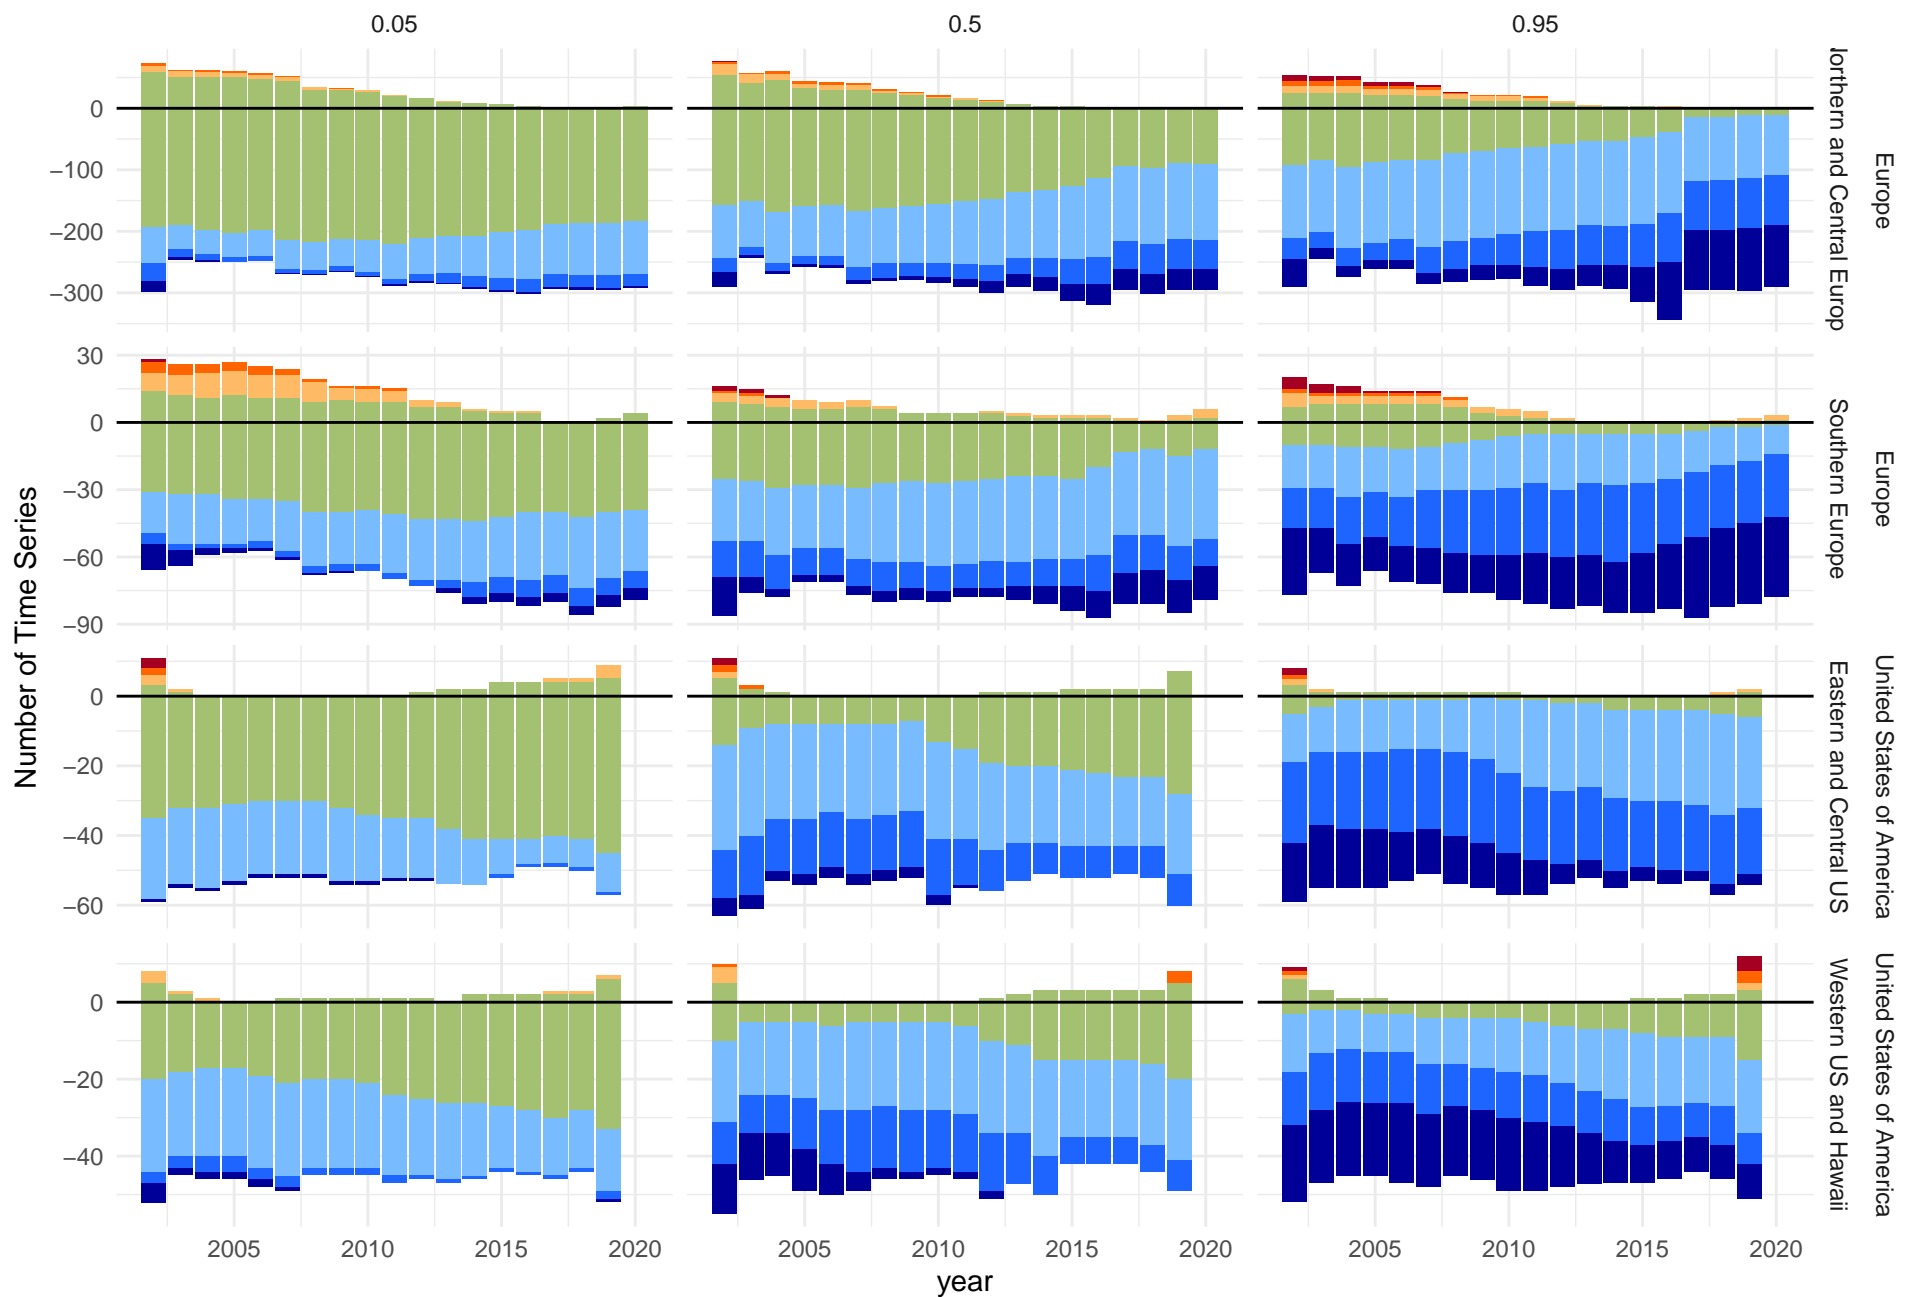 0.05 0.5 0.95
0
−100
−200
−300
Northern and Central Europ
Europe
30
0
−30
−60
−90
Southern Europe
Europe
0
−20
−40
−60
Eastern and Central US
United States of America
0
−20
−40
Western US and Hawaii
United States of America
Number of Time Series
2005 2010 2015 2020 2005 2010 2015 2020 2005 2010 2015 2020
year